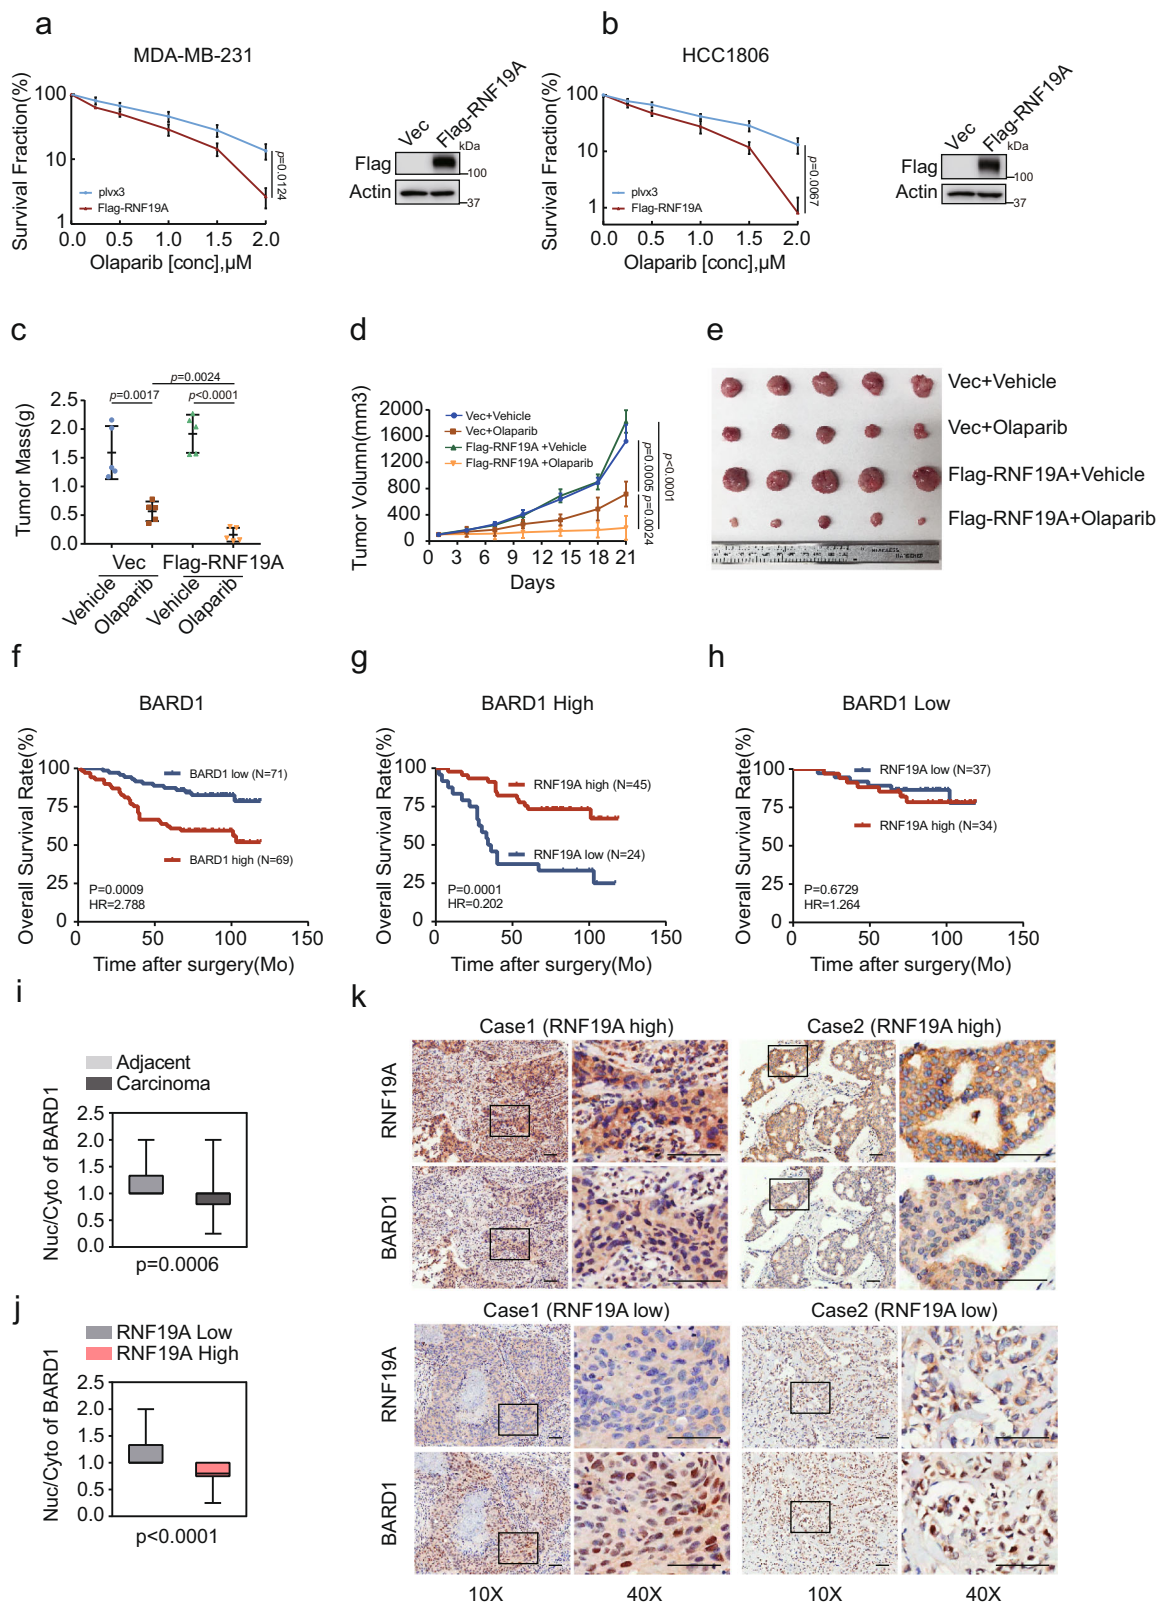 a
MDA-MB-231
Survival Fraction(%)
100
10
1
plvx3
Flag-RNF19A
p=0.0124
0.0 0.5 1.0 1.5 2.0
Olaparib [conc],µM
Vec
Flag-RNF19A
kDa
Flag
100
Actin
37
b
HCC1806
Survival Fraction(%)
100
10
1
plvx3
Flag-RNF19A
p=0.0067
0.0 0.5 1.0 1.5 2.0
Olaparib [conc],µM
Vec
Flag-RNF19A
kDa
Flag
100
Actin
37
c
p=0.0024
p=0.0017 p<0.0001
Tumor Mass(g)
2.5
2.0
1.5
1.0
0.5
0.0
Vec Flag-RNF19A
Vehicle
Olaparib
Vehicle
Olaparib
d
Tumor Volumn(mm3)
2000
1600
1200
800
400
0
Vec+Vehicle
Vec+Olaparib
Flag-RNF19A +Vehicle
Flag-RNF19A +Olaparib
p=0.0005
p=0.0024
p<0.0001
0 3 6 7 10 14 18 21
Days
e
Vec+Vehicle
Vec+Olaparib
Flag-RNF19A+Vehicle
Flag-RNF19A+Olaparib
f
BARD1
Overall Survival Rate(%)
100
75
50
25
0
BARD1 low (N=71)
BARD1 high (N=69)
P=0.0009
HR=2.788
0 50 100 150
Time after surgery(Mo)
g
BARD1 High
Overall Survival Rate(%)
100
75
50
25
0
RNF19A high (N=45)
RNF19A low (N=24)
P=0.0001
HR=0.202
0 50 100 150
Time after surgery(Mo)
h
BARD1 Low
Overall Survival Rate(%)
100
75
50
25
0
RNF19A low (N=37)
RNF19A high (N=34)
P=0.6729
HR=1.264
0 50 100 150
Time after surgery(Mo)
i
Adjacent
Carcinoma
Nuc/Cyto of BARD1
2.5
2.0
1.5
1.0
0.5
0.0
p=0.0006
j
RNF19A Low
RNF19A High
Nuc/Cyto of BARD1
2.5
2.0
1.5
1.0
0.5
0.0
p<0.0001
k
Case1 (RNF19A high) Case2 (RNF19A high)
RNF19A
BARD1
Case1 (RNF19A low) Case2 (RNF19A low)
RNF19A
BARD1
10X 40X 10X 40X